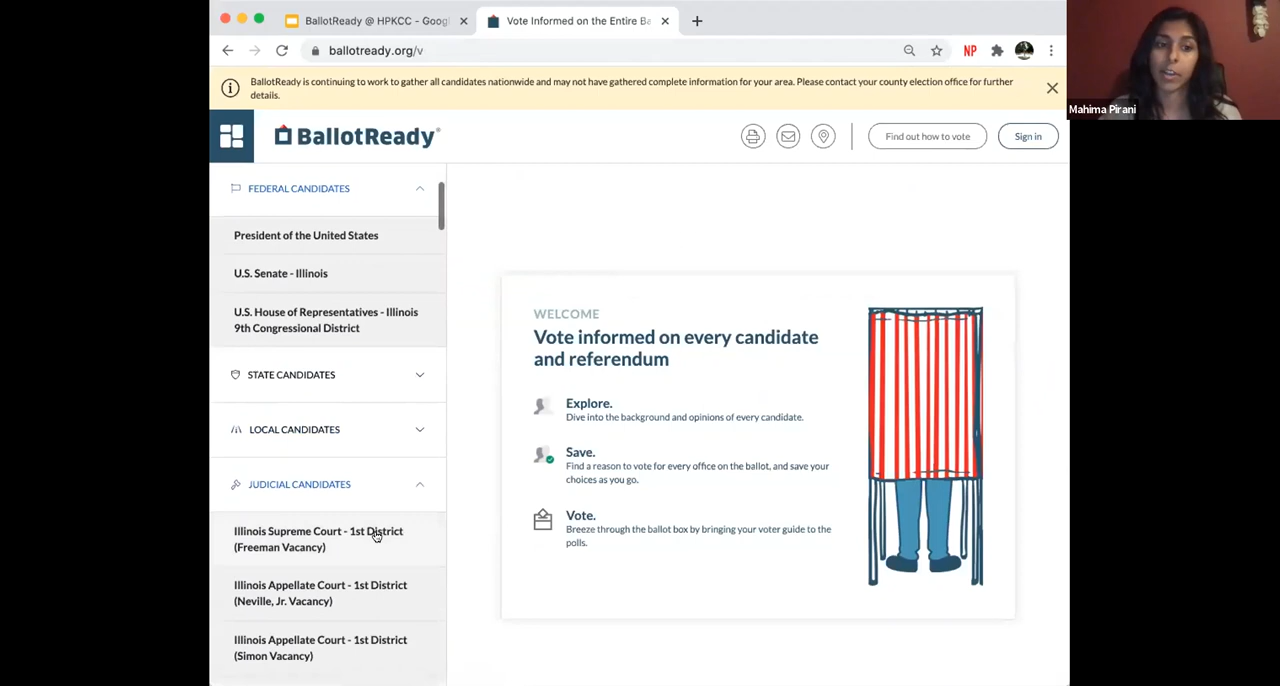 BallotReady @ HPKCC - Googl
Vote Informed on the Entire Ba
ballotready.org/v
NP
BallotReady is continuing to work to gather all candidates nationwide and may not have gathered complete information for your area. Please contact your county election office for further
details.
BallotReady®
Find out how to vote
Sign in
Mahima Pirani
FEDERAL CANDIDATES
President of the United States
U.S. Senate - Illinois
U.S. House of Representatives - Illinois
9th Congressional District
STATE CANDIDATES
LOCAL CANDIDATES
JUDICIAL CANDIDATES
Illinois Supreme Court - 1st District
(Freeman Vacancy)
Illinois Appellate Court - 1st District
(Neville, Jr. Vacancy)
Illinois Appellate Court - 1st District
(Simon Vacancy)
WELCOME
Vote informed on every candidate
and referendum
Explore.
Dive into the background and opinions of every candidate.
Save.
Find a reason to vote for every office on the ballot, and save your
choices as you go.
Vote.
Breeze through the ballot box by bringing your voter guide to the
polls.